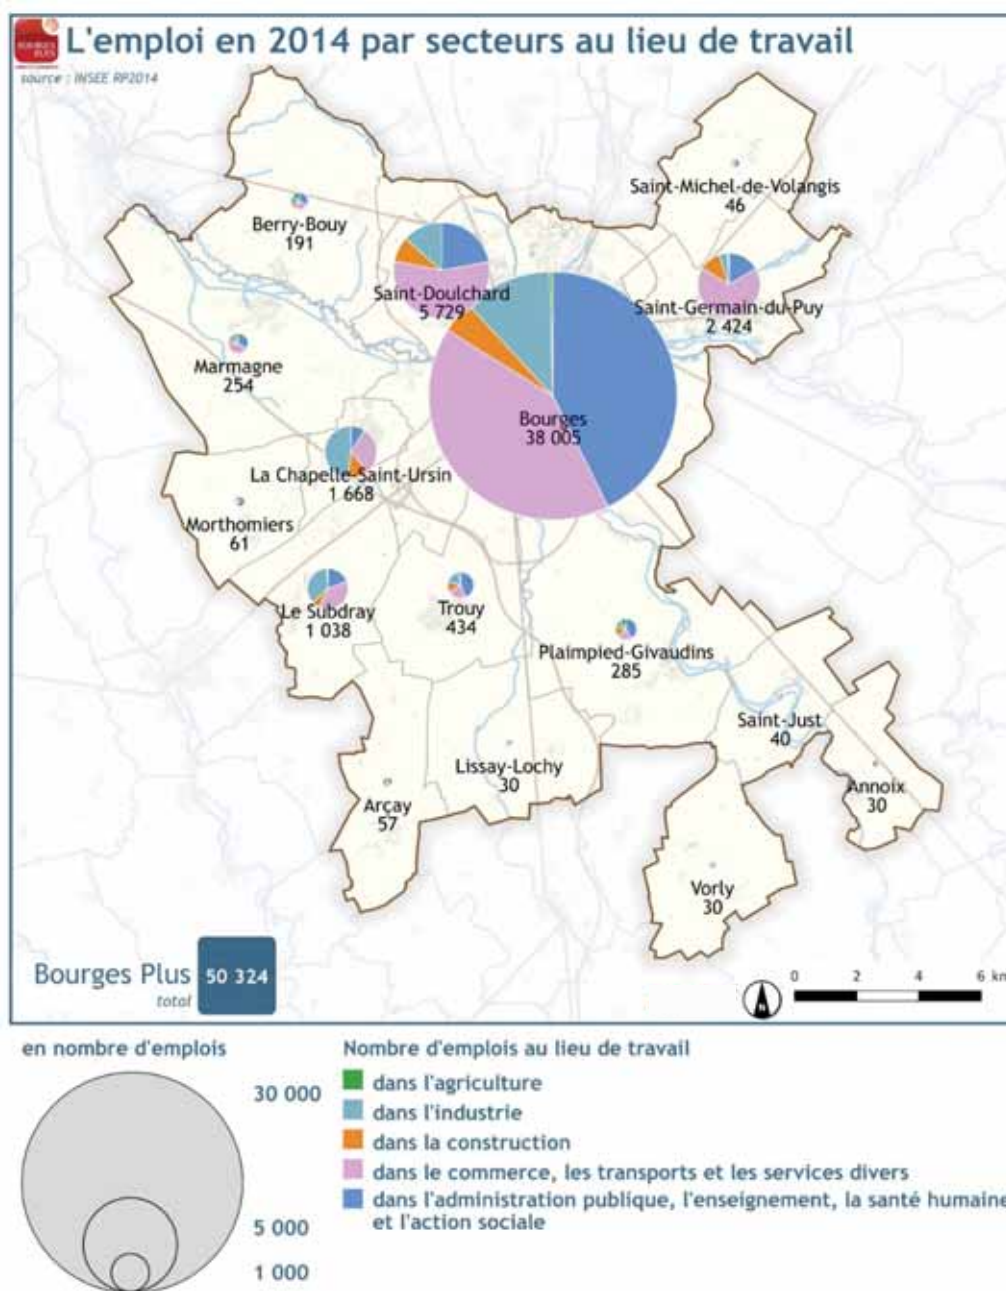 BOURGES
PLUS
L'emploi en 2014 par secteurs au lieu de travail
source : INSEE RP2014
Saint-Michel-de-Volangis
46
Berry-Bouy
191
Saint-Doulchard
5 729
Saint-Germain-du-Puy
2 424
Marmagne
254
Bourges
38 005
La Chapelle-Saint-Ursin
1 668
Morthomiers
61
Le Subdray
1 038
Trouy
434
Plaimpied-Givaudins
285
Saint-Just
40
Lissay-Lochy
30
Annoix
30
Arçay
57
Vorly
30
Bourges Plus
total
50 324
0 2 4 6 km
N
en nombre d'emplois
30 000
5 000
1 000
Nombre d'emplois au lieu de travail
dans l'agriculture
dans l'industrie
dans la construction
dans le commerce, les transports et les services divers
dans l'administration publique, l'enseignement, la santé humaine
et l'action sociale